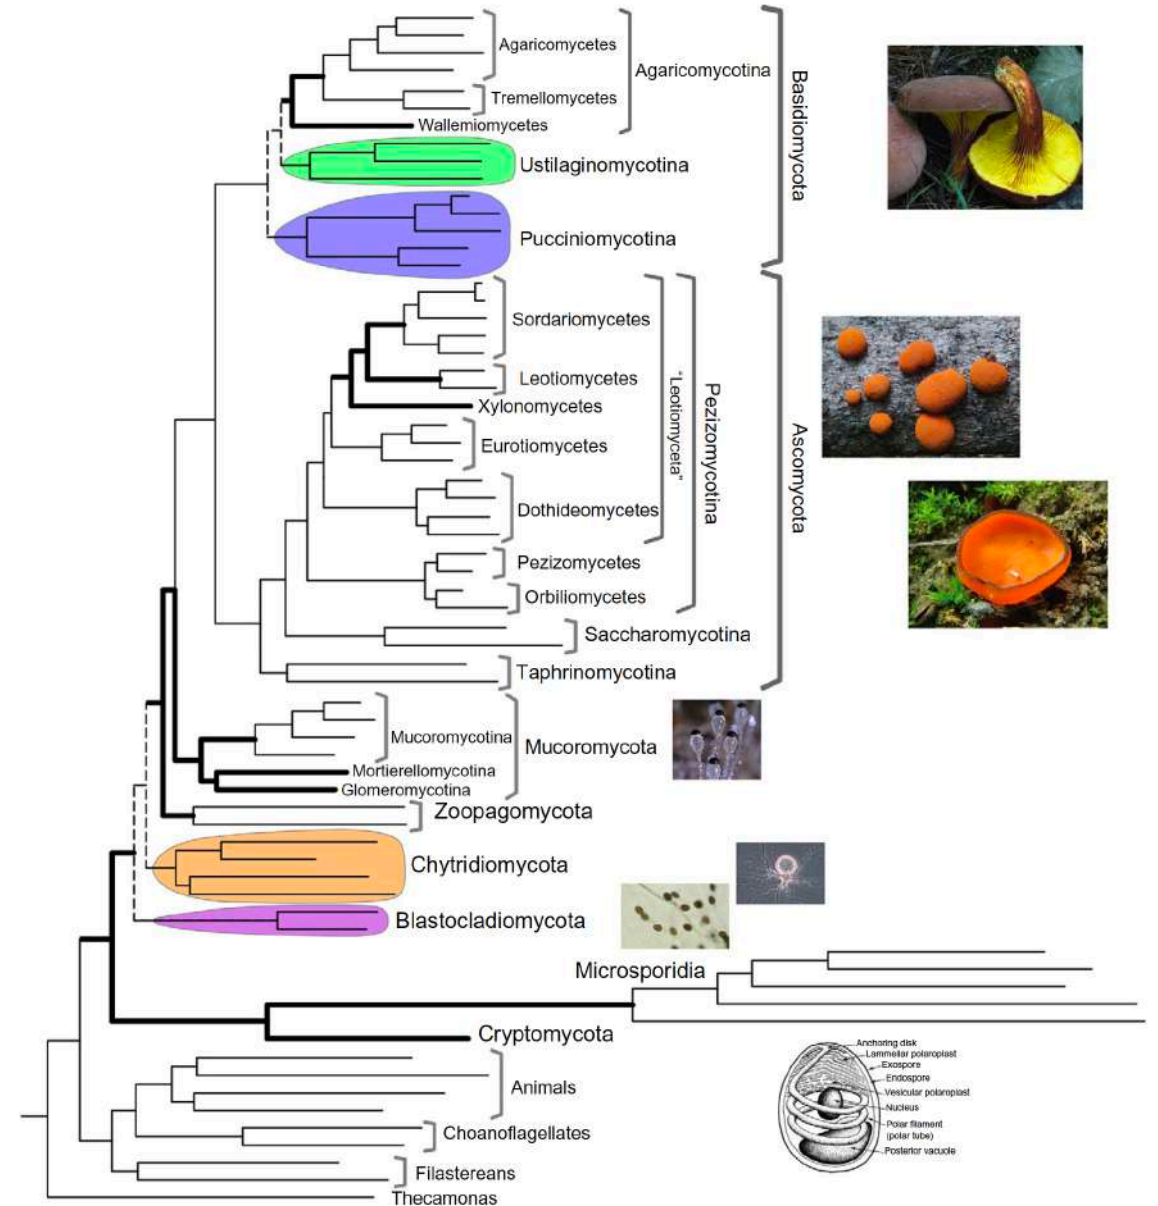 Agaricomycetes
Agaricomycotina
Tremellomycetes
Wallemiomycetes
Basidiomycota
Ustilaginomycotina
Pucciniomycotina
Sordariomycetes
Leotiomycetes
Xylonomycetes
"Leotiomyceta"
Pezizomycotina
Ascomycota
Eurotiomycetes
Dothideomycetes
Pezizomycetes
Orbiliomycetes
Saccharomycotina
Taphrinomycotina
Mucoromycotina
Mucoromycota
Mortierellomycotina
Glomeromycotina
Zoopagomycota
Chytridiomycota
Blastocladiomycota
Microsporidia
Cryptomycota
Anchoring disk
Lammellar polaroplast
Exospore
Endospore
Vesicular polaroplast
Nucleus
Polar filament
(polar tube)
Posterior vacuole
Animals
Choanoflagellates
Filastereans
Thecamonas